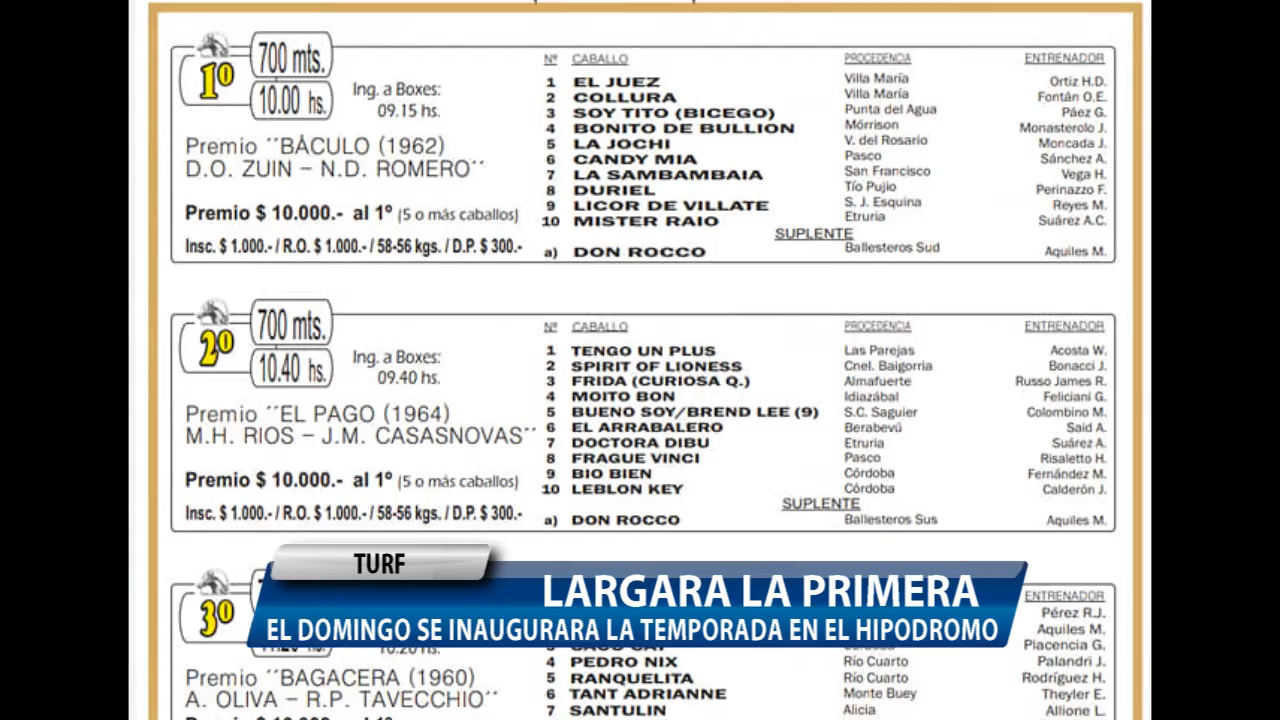 1º
700 mts.
10.00 hs.
Ing. a Boxes:
09.15 hs.
Premio ´´BÁCULO (1962)
D.O. ZUIN – N.D. ROMERO´´
Premio $ 10.000.- al 1º (5 o más caballos)
Insc. $ 1.000.- / R.O. $ 1.000.- / 58-56 kgs. / D.P. $ 300.-
Nº CABALLO PROCEDENCIA ENTRENADOR
1 EL JUEZ Villa María Ortiz H.D.
2 COLLURA Villa María Fontán O.E.
3 SOY TITO (BICEGO) Punta del Agua Páez G.
4 BONITO DE BULLION Mórrison Monasterolo J.
5 LA JOCHI V. del Rosario Moncada J.
6 CANDY MIA Pasco Sánchez A.
7 LA SAMBAMBAIA San Francisco Vega H.
8 DURIEL Tío Pujio Perinazzo F.
9 LICOR DE VILLATE S. J. Esquina Reyes M.
10 MISTER RAIO Etruria Suárez A.C.
SUPLENTE
a) DON ROCCO Ballesteros Sud Aquiles M.
2º
700 mts.
10.40 hs.
Ing. a Boxes:
09.40 hs.
Premio ´´EL PAGO (1964)
M.H. RIOS – J.M. CASASNOVAS´´
Premio $ 10.000.- al 1º (5 o más caballos)
Insc. $ 1.000.- / R.O. $ 1.000.- / 58-56 kgs. / D.P. $ 300.-
Nº CABALLO PROCEDENCIA ENTRENADOR
1 TENGO UN PLUS Las Parejas Acosta W.
2 SPIRIT OF LIONESS Cnel. Baigorria Bonacci J.
3 FRIDA (CURIOSA Q.) Almafuerte Russo James R.
4 MOITO BON Idiazábal Feliciani G.
5 BUENO SOY/BREND LEE (9) S.C. Saguier Colombino M.
6 EL ARRABALERO Berabevú Said A.
7 DOCTORA DIBU Etruria Suárez A.
8 FRAGUE VINCI Pasco Risaletto H.
9 BIO BIEN Córdoba Fernández M.
10 LEBLON KEY Córdoba Calderón J.
SUPLENTE
a) DON ROCCO Ballesteros Sus Aquiles M.
TURF
LARGARA LA PRIMERA
EL DOMINGO SE INAUGURARA LA TEMPORADA EN EL HIPODROMO
3º
Premio ´´BAGACERA (1960)
A. OLIVA – R.P. TAVECCHIO´´
ENTRENADOR
Pérez R.J.
Aquiles M.
Placencia G.
4 PEDRO NIX Río Cuarto Palandri J.
5 RANQUELITA Río Cuarto Rodríguez H.
6 TANT ADRIANNE Monte Buey Theyler E.
7 SANTULIN Alicia Allione L.